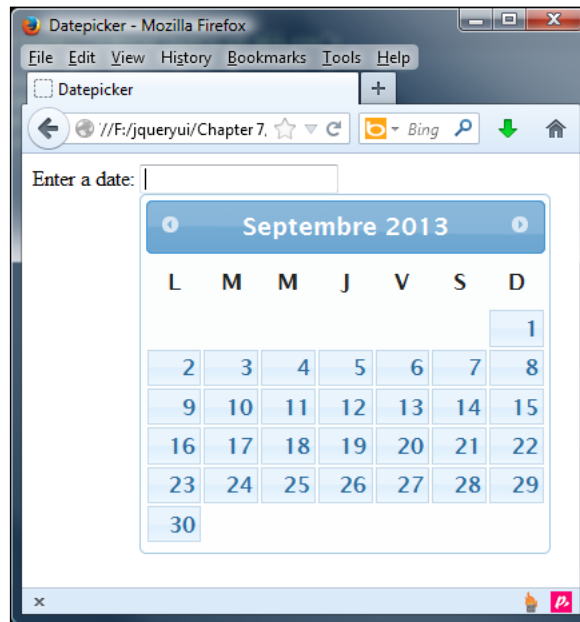 Datepicker - Mozilla Firefox
File Edit View History Bookmarks Tools Help
Datepicker
'//F:/jqueryui/Chapter 7, Bing
Enter a date:
Septembre 2013
L M M J V S D
1
2 3 4 5 6 7 8
9 10 11 12 13 14 15
16 17 18 19 20 21 22
23 24 25 26 27 28 29
30